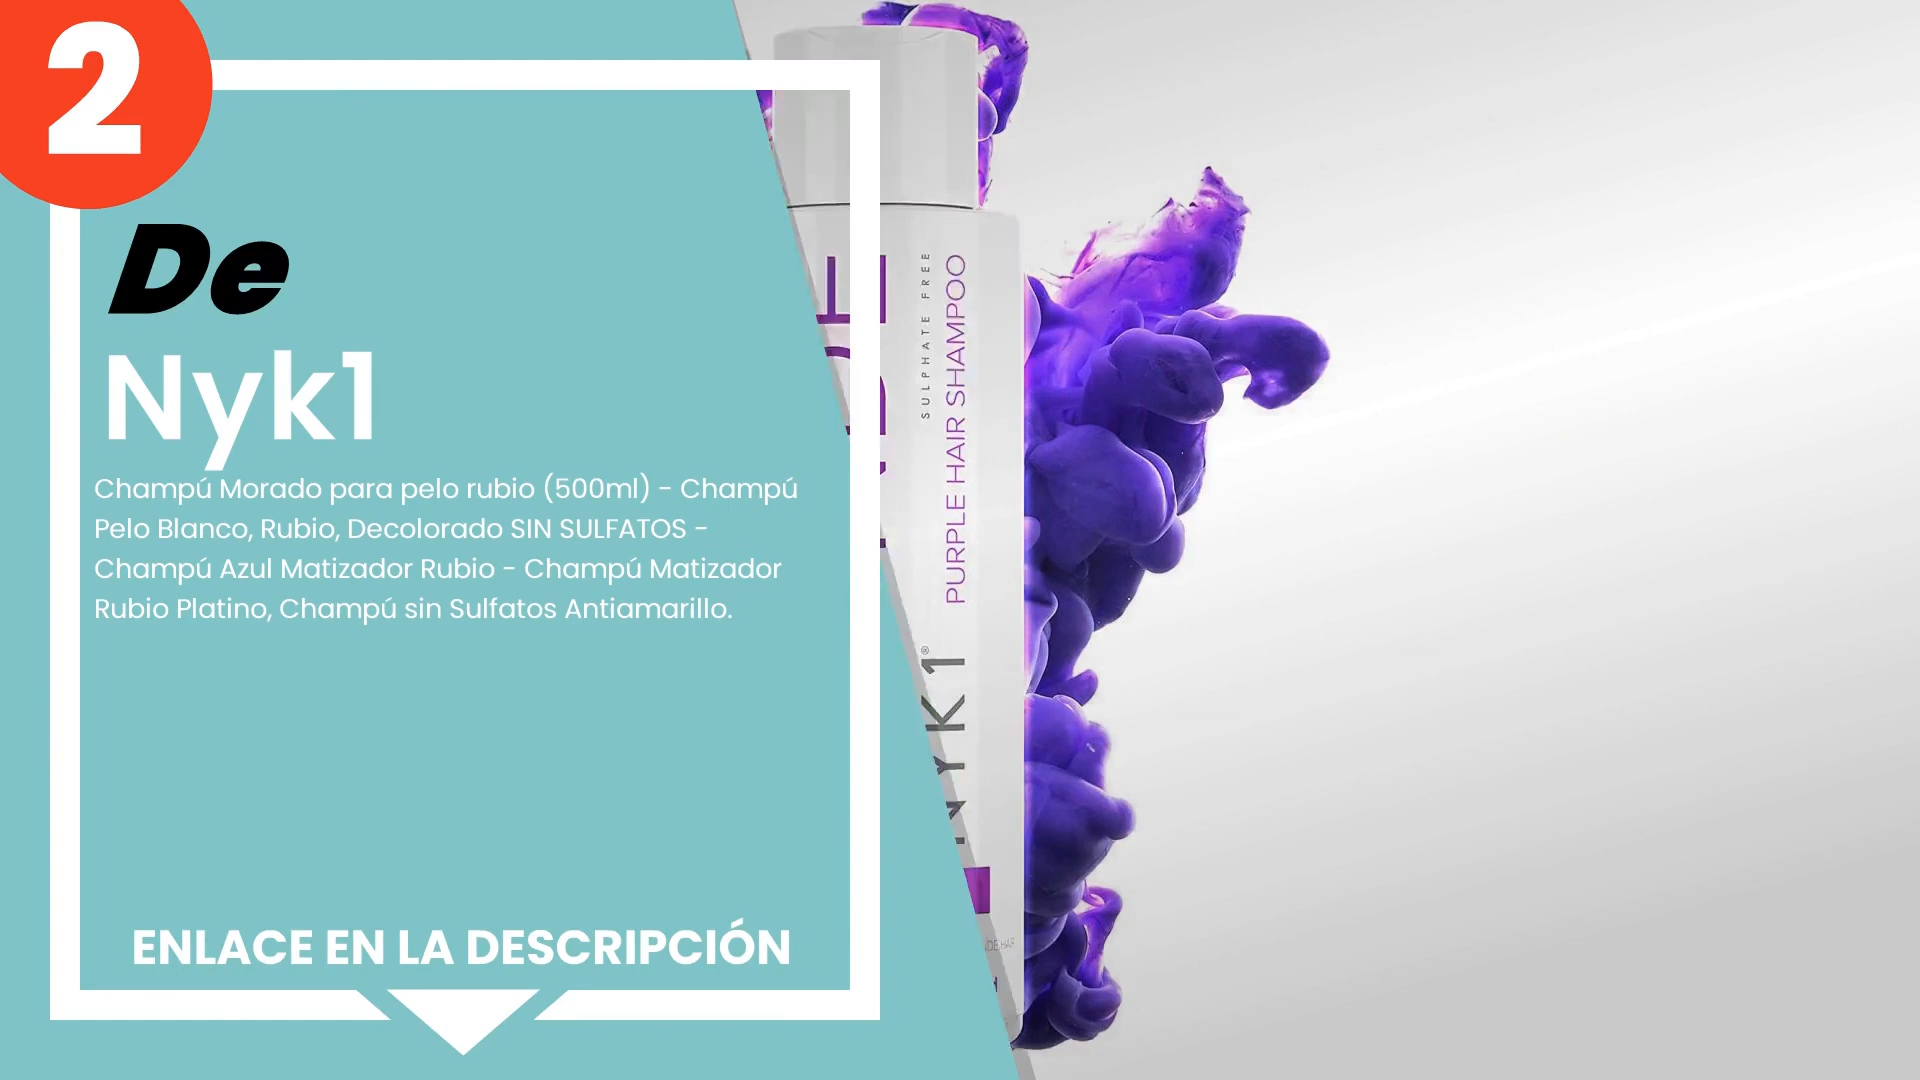 2
De
Nyk1
Champú Morado para pelo rubio (500ml) - Champú
Pelo Blanco, Rubio, Decolorado SIN SULFATOS -
Champú Azul Matizador Rubio - Champú Matizador
Rubio Platino, Champú sin Sulfatos Antiamarillo.
ENLACE EN LA DESCRIPCIÓN
SULPHATE FREE
PURPLE HAIR SHAMPOO
NYK1®